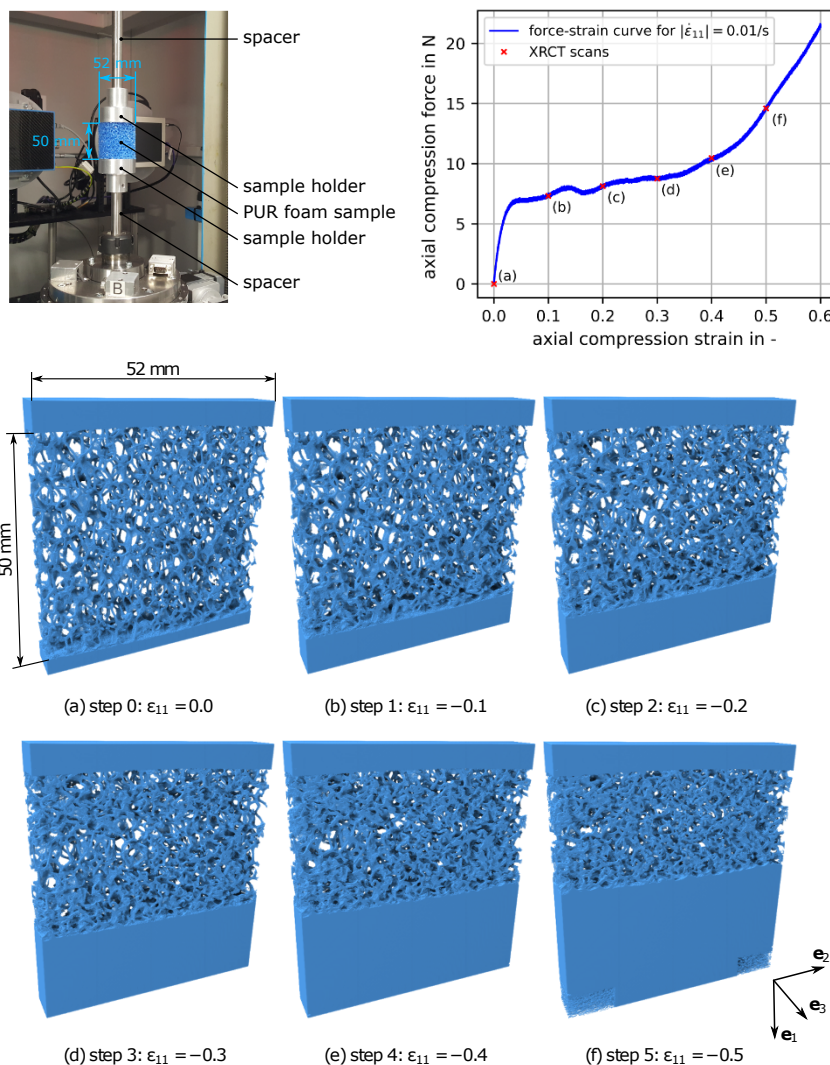 spacer
52 mm
50 mm
sample holder
PUR foam sample
sample holder
spacer
B
force-strain curve for |ε̇₁₁| = 0.01/s
XRCT scans
axial compression force in N
20
15
10
5
0
(a)
(b)
(c)
(d)
(e)
(f)
0.0 0.1 0.2 0.3 0.4 0.5 0.6
axial compression strain in -
52 mm
50 mm
(a) step 0: ε₁₁ = 0.0
(b) step 1: ε₁₁ = −0.1
(c) step 2: ε₁₁ = −0.2
e₂
e₃
e₁
(d) step 3: ε₁₁ = −0.3
(e) step 4: ε₁₁ = −0.4
(f) step 5: ε₁₁ = −0.5